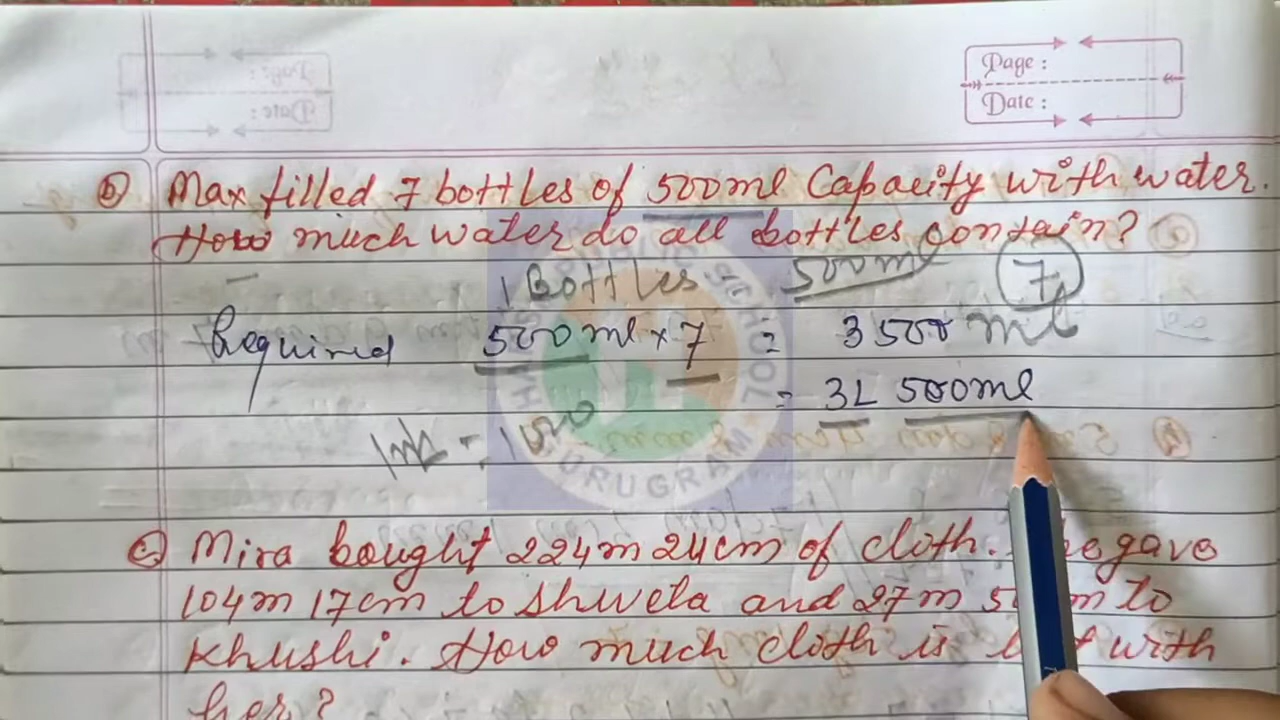 Page :
Date :
b) Max filled 7 bottles of 500ml Capacity with water.
How much water do all bottles contain?
1 Bottles - 500ml 7
Required 500ml × 7 = 3500 ml
= 3L 500ml
= 1000
GURUGRAM
c) Mira bought 224m 24cm of cloth. gave
104m 17cm to Shweta and 27m to
Khushi. How much cloth is with
her?